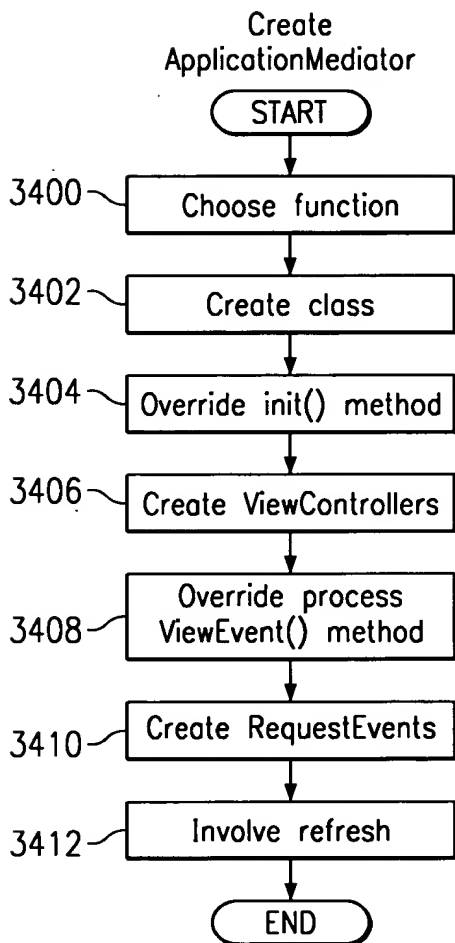 Create
ApplicationMediator
START
3400
Choose function
3402
Create class
3404
Override init() method
3406
Create ViewControllers
3408
Override process
ViewEvent() method
3410
Create RequestEvents
3412
Involve refresh
END